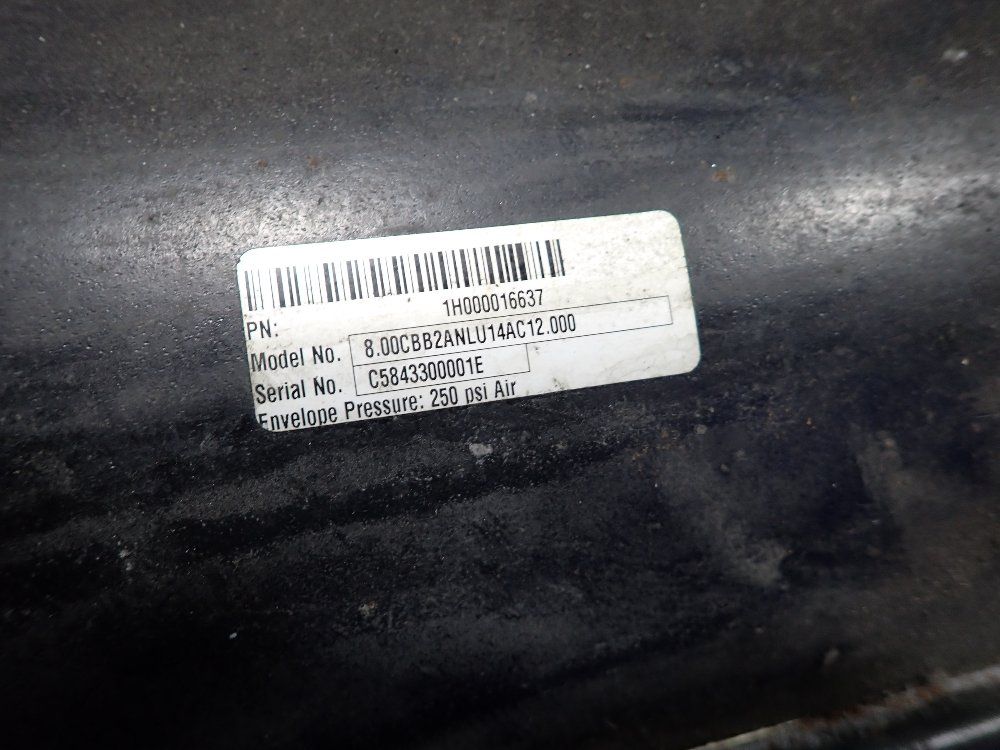 PN: 1H000016637
Model No. 8.00CBB2ANLU14AC12.000
Serial No. C5843300001E
Envelope Pressure: 250 psi Air